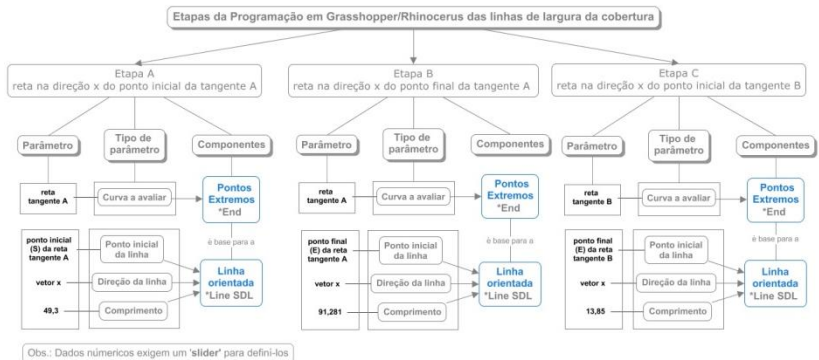 Etapas da Programação em Grasshopper/Rhinocerus das linhas de largura da cobertura
Etapa A
reta na direção x do ponto inicial da tangente A
Parâmetro
Tipo de
parâmetro
Componentes
reta
tangente A
Curva a avaliar
Pontos
Extremos
*End
è base para a
ponto inicial
(S) da reta
tangente A
Ponto inicial
da linha
vetor x
Direção da linha
49,3
Comprimento
Linha
orientada
*Line SDL
Etapa B
reta na direção x do ponto final da tangente A
Parâmetro
Tipo de
parâmetro
Componentes
reta
tangente A
Curva a avaliar
Pontos
Extremos
*End
è base para a
ponto final
(E) da reta
tangente A
Ponto inicial
da linha
vetor x
Direção da linha
91,281
Comprimento
Linha
orientada
*Line SDL
Etapa C
reta na direção x do ponto inicial da tangente B
Parâmetro
Tipo de
parâmetro
Componentes
reta
tangente B
Curva a avaliar
Pontos
Extremos
*End
è base para a
ponto final
(E) da reta
tangente B
Ponto inicial
da linha
vetor x
Direção da linha
13,85
Comprimento
Linha
orientada
*Line SDL
Obs.: Dados númericos exigem um 'slider' para definí-los